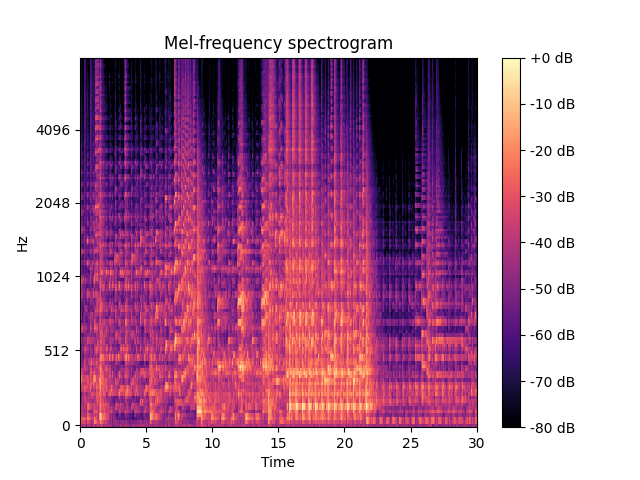 Mel-frequency spectrogram
Hz
4096
2048
1024
512
0
0 5 10 15 20 25 30
Time
+0 dB
-10 dB
-20 dB
-30 dB
-40 dB
-50 dB
-60 dB
-70 dB
-80 dB